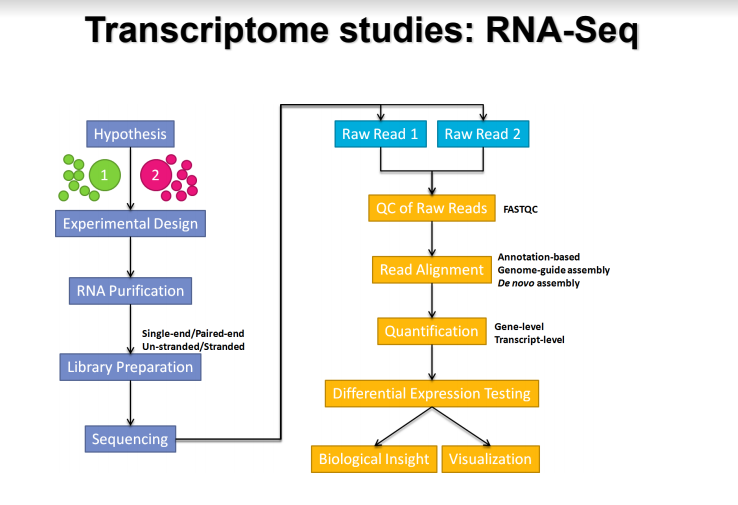 Transcriptome studies: RNA-Seq
Hypothesis
1
2
Experimental Design
RNA Purification
Single-end/Paired-end
Un-stranded/Stranded
Library Preparation
Sequencing
Raw Read 1
Raw Read 2
QC of Raw Reads
FASTQC
Read Alignment
Annotation-based
Genome-guide assembly
De novo assembly
Quantification
Gene-level
Transcript-level
Differential Expression Testing
Biological Insight
Visualization